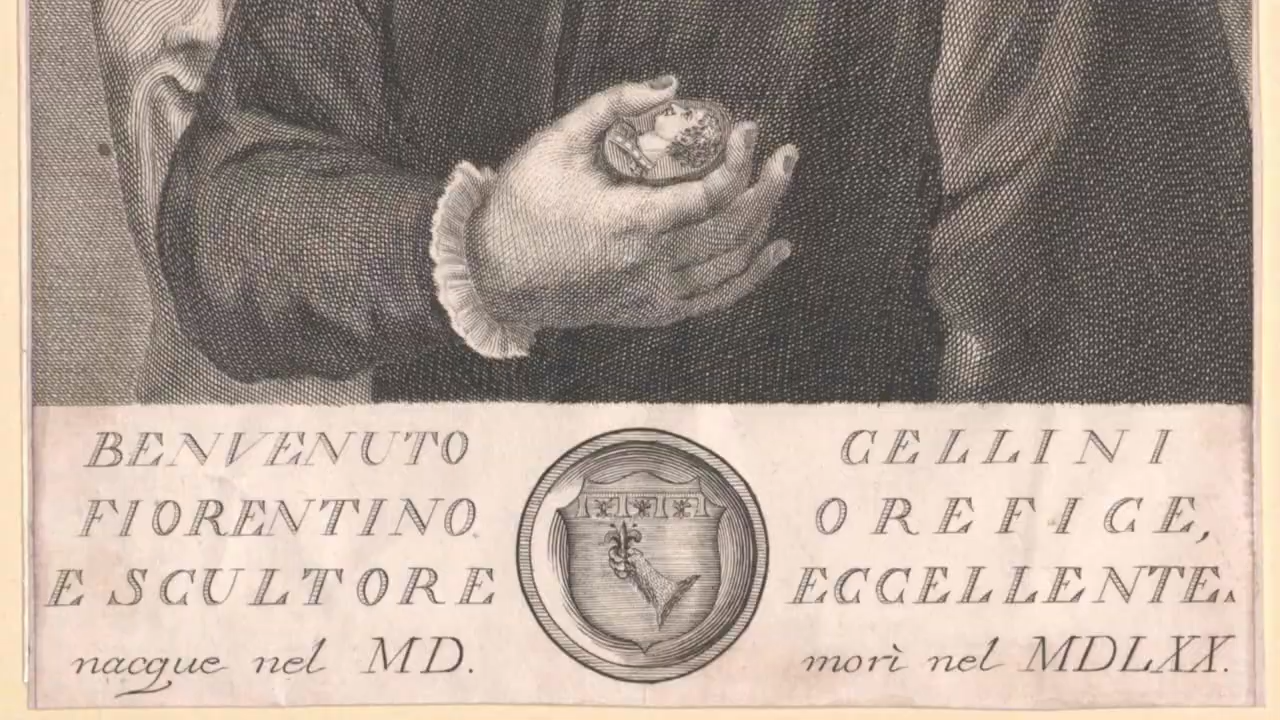 BENVENUTO CELLINI
FIORENTINO OREFICE,
E SCULTORE ECCELLENTE.
nacque nel MD. morì nel MDLXX.